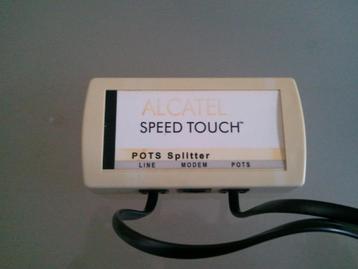 ALCATEL
SPEED TOUCH™
POTS Splitter
LINE MODEM POTS